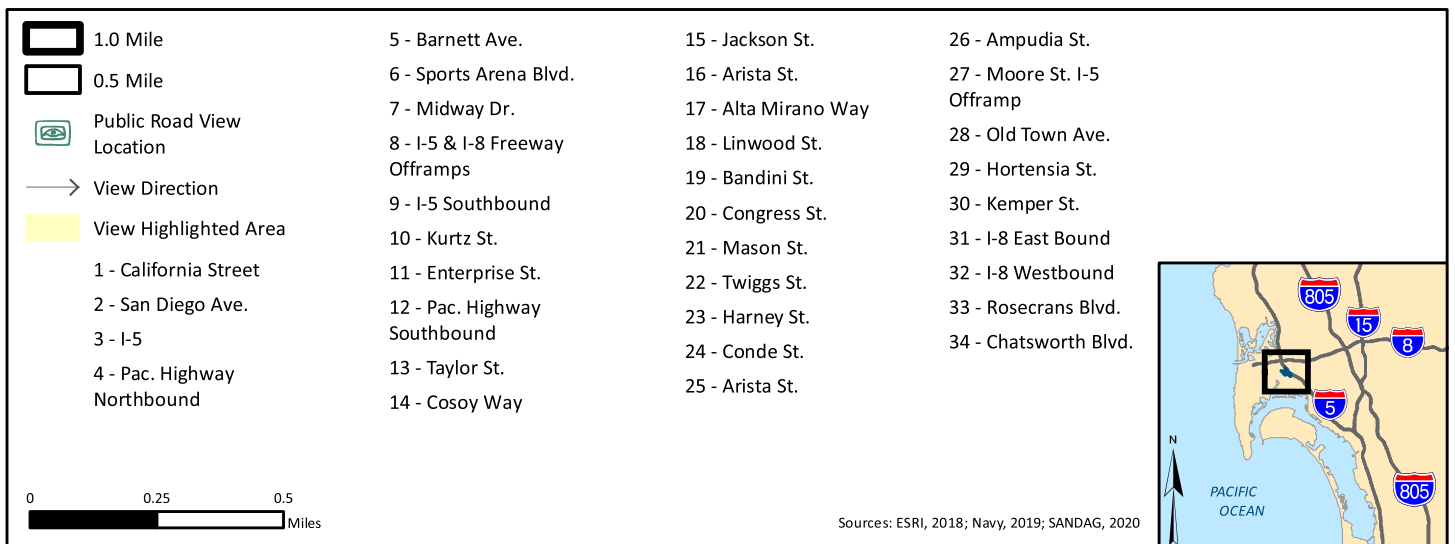 1.0 Mile
0.5 Mile
Public Road View
Location
View Direction
View Highlighted Area
1 - California Street
2 - San Diego Ave.
3 - I-5
4 - Pac. Highway
Northbound
5 - Barnett Ave.
6 - Sports Arena Blvd.
7 - Midway Dr.
8 - I-5 & I-8 Freeway
Offramps
9 - I-5 Southbound
10 - Kurtz St.
11 - Enterprise St.
12 - Pac. Highway
Southbound
13 - Taylor St.
14 - Cosoy Way
15 - Jackson St.
16 - Arista St.
17 - Alta Mirano Way
18 - Linwood St.
19 - Bandini St.
20 - Congress St.
21 - Mason St.
22 - Twiggs St.
23 - Harney St.
24 - Conde St.
25 - Arista St.
26 - Ampudia St.
27 - Moore St. I-5
Offramp
28 - Old Town Ave.
29 - Hortensia St.
30 - Kemper St.
31 - I-8 East Bound
32 - I-8 Westbound
33 - Rosecrans Blvd.
34 - Chatsworth Blvd.
0 0.25 0.5
Miles
Sources: ESRI, 2018; Navy, 2019; SANDAG, 2020
805
15
8
5
N
805
PACIFIC
OCEAN